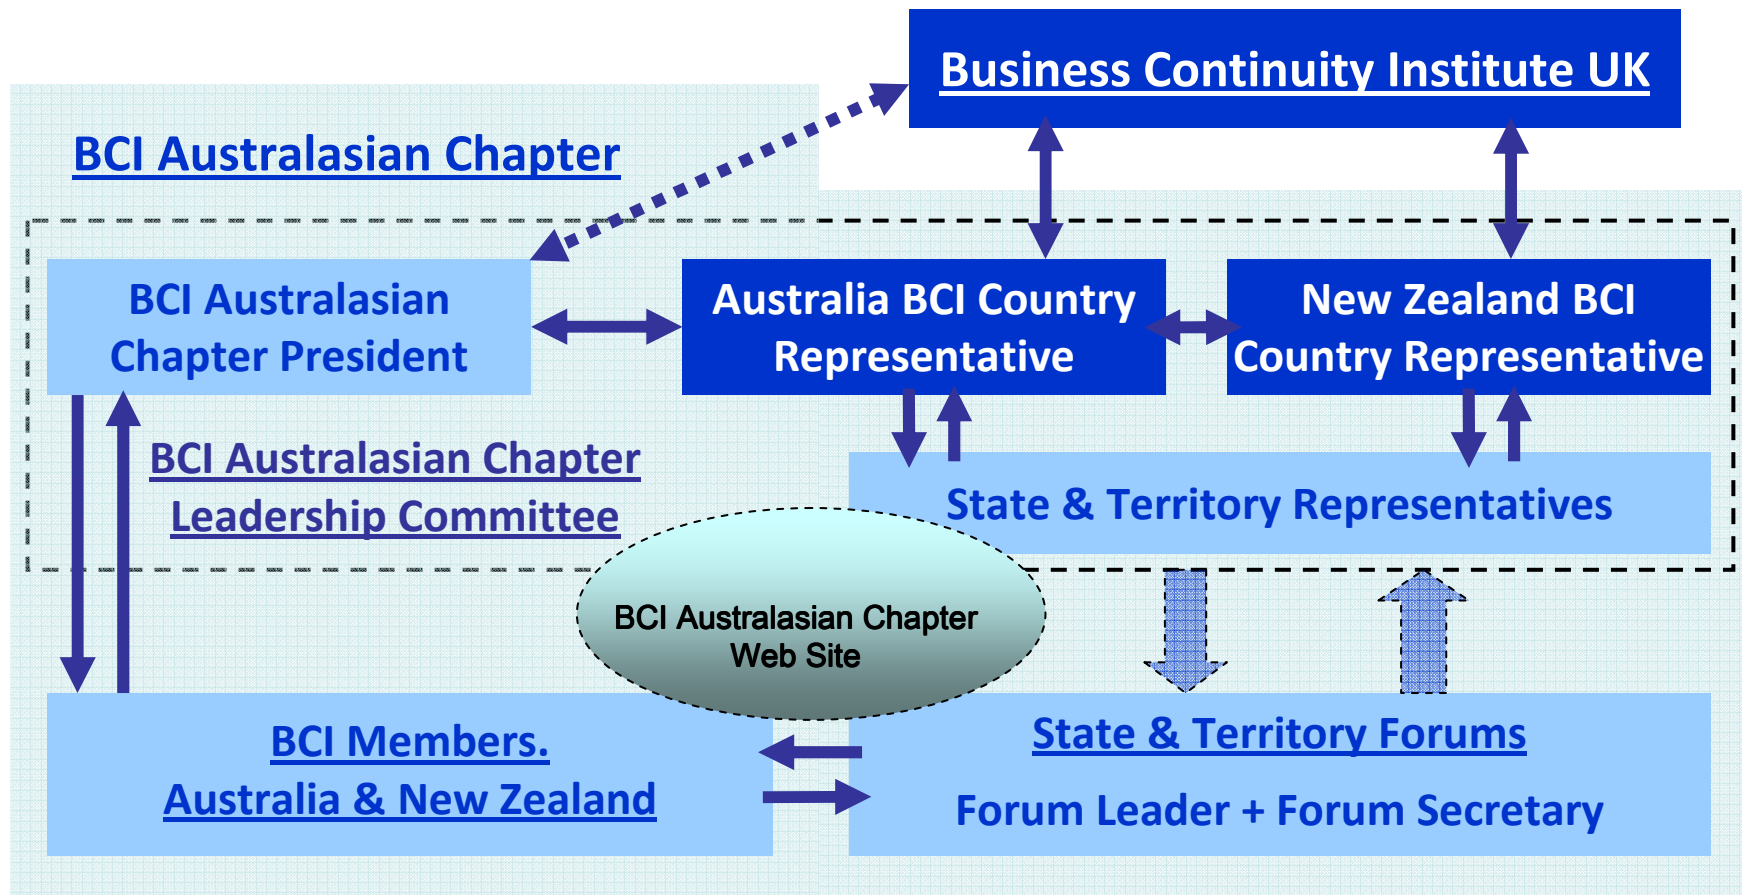 Business Continuity Institute UK
BCI Australasian Chapter
BCI Australasian
Chapter President
Australia BCI Country
Representative
New Zealand BCI
Country Representative
BCI Australasian Chapter
Leadership Committee
State & Territory Representatives
BCI Australasian Chapter
Web Site
BCI Members.
Australia & New Zealand
State & Territory Forums
Forum Leader + Forum Secretary